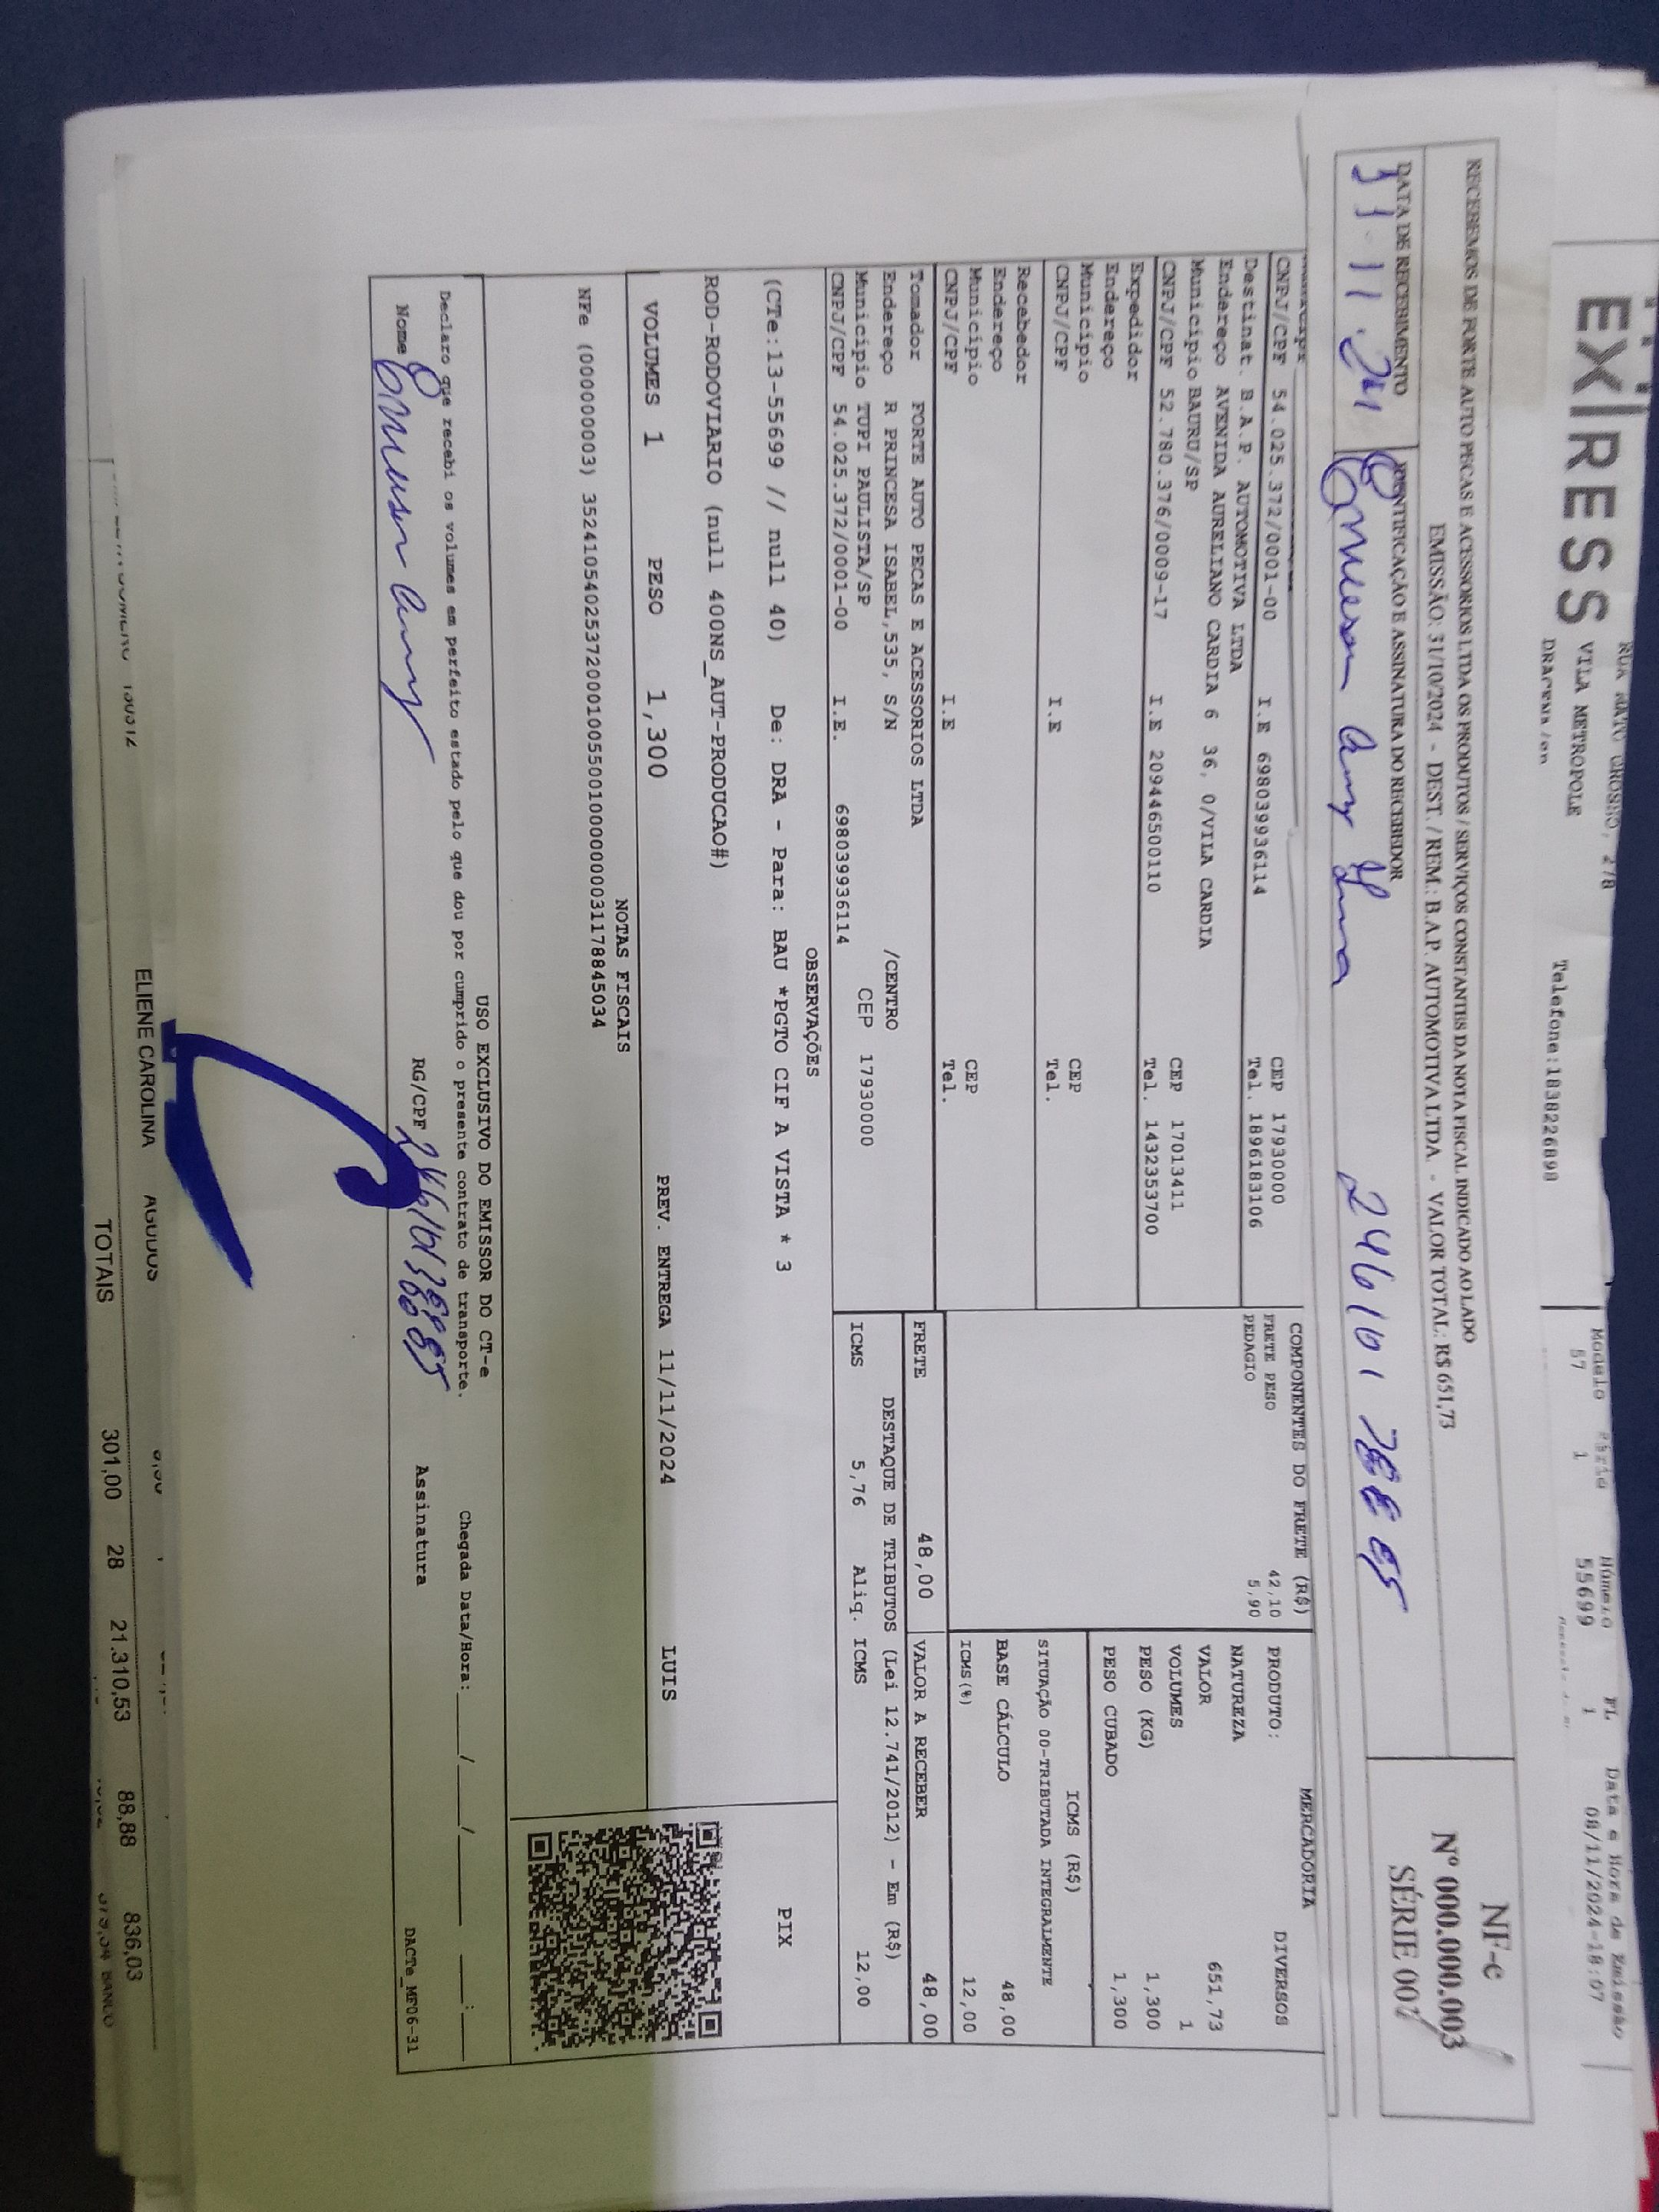 EXPRESS
VILA METROPOLE
Telefone:1838226898
Modelo
57
Série
1
Número
55699
FL
1
Data e Hora de Emissão
08/11/2024-18:07
RECEBEMOS DE FORTE AUTO PECAS E ACESSORIOS LTDA OS PRODUTOS / SERVIÇOS CONSTANTES DA NOTA FISCAL INDICADO AO LADO
EMISSÃO: 31/10/2024 - DEST. / REM.: B.A.P. AUTOMOTIVA LTDA. - VALOR TOTAL: R$ 651,73
DATA DE RECEBIMENTO
IDENTIFICAÇÃO E ASSINATURA DO RECEBEDOR
NF-e
Nº 000.000.003
SÉRIE 001
CNPJ/CPF 54.025.372/0001-00 I.E 698039936114
CEP 17930000
Tel. 1896183106
Destinat. B.A.P. AUTOMOTIVA LTDA
Endereço AVENIDA AURELIANO CARDIA 6 36, 0/VILA CARDIA
Município BAURU/SP CEP 17013411
CNPJ/CPF 52.780.376/0009-17 I.E 209446500110 Tel. 1432353700
Expedidor
Endereço
Município CEP
CNPJ/CPF I.E Tel.
Recebedor
Endereço
Município CEP
CNPJ/CPF I.E Tel.
Tomador FORTE AUTO PECAS E ACESSORIOS LTDA
Endereço R PRINCESA ISABEL,535, S/N /CENTRO
Município TUPI PAULISTA/SP CEP 17930000
CNPJ/CPF 54.025.372/0001-00 I.E. 698039936114
COMPONENTES DO FRETE (R$)
FRETE PESO 42,10
PEDAGIO 5,90
MERCADORIA
PRODUTO: DIVERSOS
NATUREZA
VALOR 651,73
VOLUMES 1
PESO (KG) 1,300
PESO CUBADO 1,300
ICMS (R$)
SITUAÇÃO 00-TRIBUTADA INTEGRALMENTE
BASE CÁLCULO 48,00
ICMS(%) 12,00
FRETE 48,00 VALOR A RECEBER 48,00
DESTAQUE DE TRIBUTOS (Lei 12.741/2012) - Em (R$)
ICMS 5,76 Aliq. ICMS 12,00
OBSERVAÇÕES
(CTe:13-55699 // null 40) De: DRA - Para: BAU *PGTO CIF A VISTA * 3
ROD-RODOVIARIO (null 400NS_AUT-PRODUCAO#)
PIX
VOLUMES 1 PESO 1,300 PREV. ENTREGA 11/11/2024 LUIS
NOTAS FISCAIS
NFe (000000003) 35241054025372000100550010000000031178845034
USO EXCLUSIVO DO EMISSOR DO CT-e
Declaro que recebi os volumes em perfeito estado pelo que dou por cumprido o presente contrato de transporte. Chegada Data/Hora:____/____/____ ___:___
Nome RG/CPF Assinatura
DACTe_MF06-31
ELIENE CAROLINA
TOTAIS 301,00 28 21.310,53 88,88 836,03